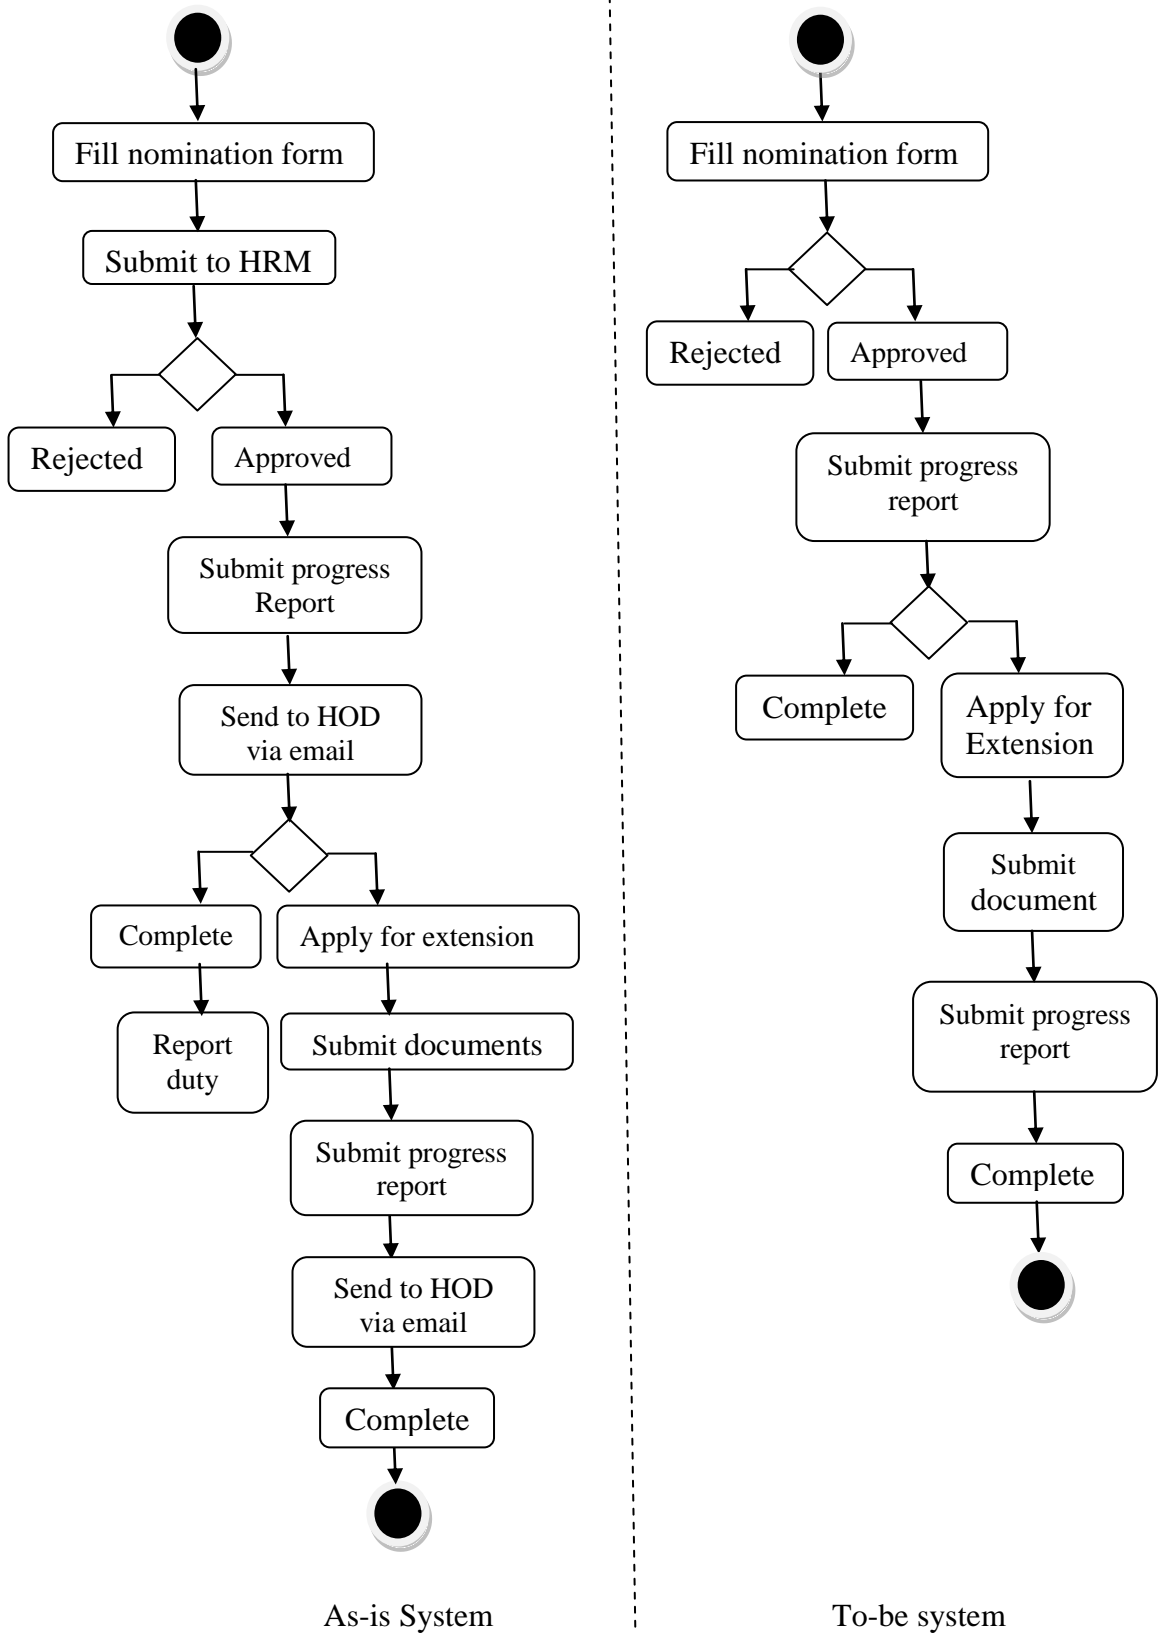 Fill nomination form
Submit to HRM
Rejected
Approved
Submit progress
Report
Send to HOD
via email
Complete
Apply for extension
Report
duty
Submit documents
Submit progress
report
Send to HOD
via email
Complete
As-is System
Fill nomination form
Rejected
Approved
Submit progress
report
Complete
Apply for
Extension
Submit
document
Submit progress
report
Complete
To-be system